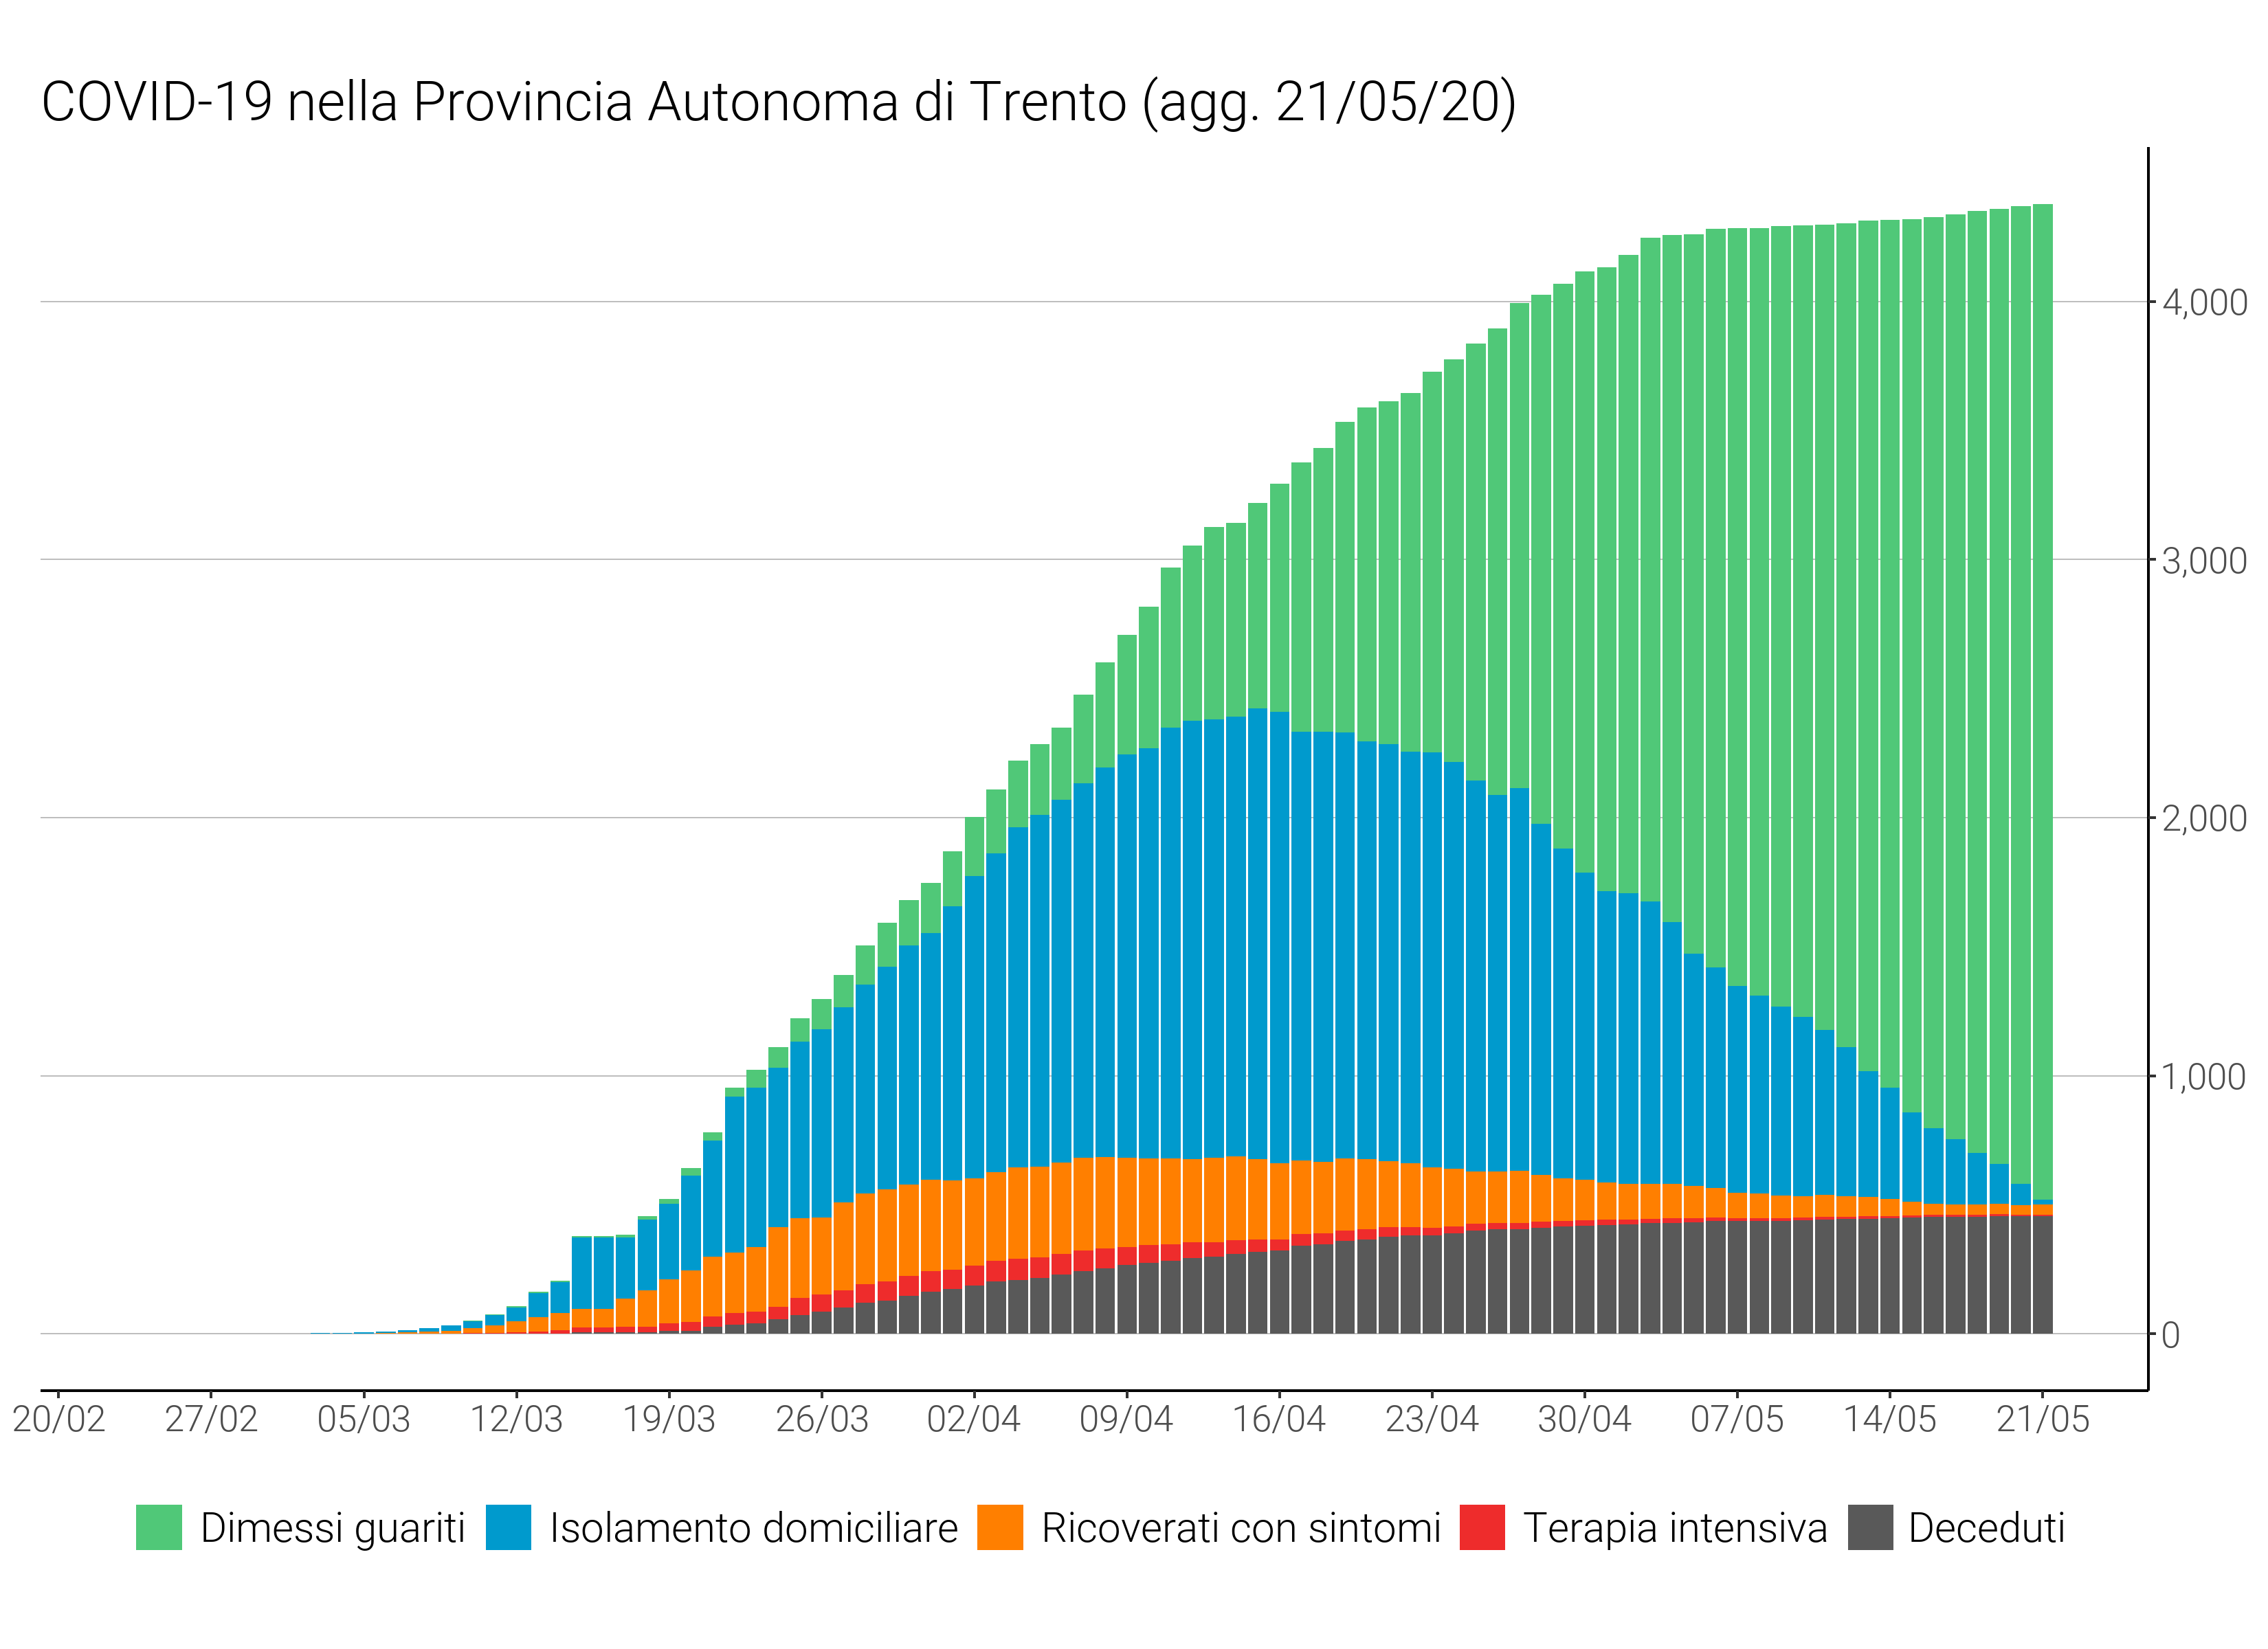 COVID-19 nella Provincia Autonoma di Trento (agg. 21/05/20)
4,000
3,000
2,000
1,000
0
20/02 27/02 05/03 12/03 19/03 26/03 02/04 09/04 16/04 23/04 30/04 07/05 14/05 21/05
Dimessi guariti Isolamento domiciliare Ricoverati con sintomi Terapia intensiva Deceduti